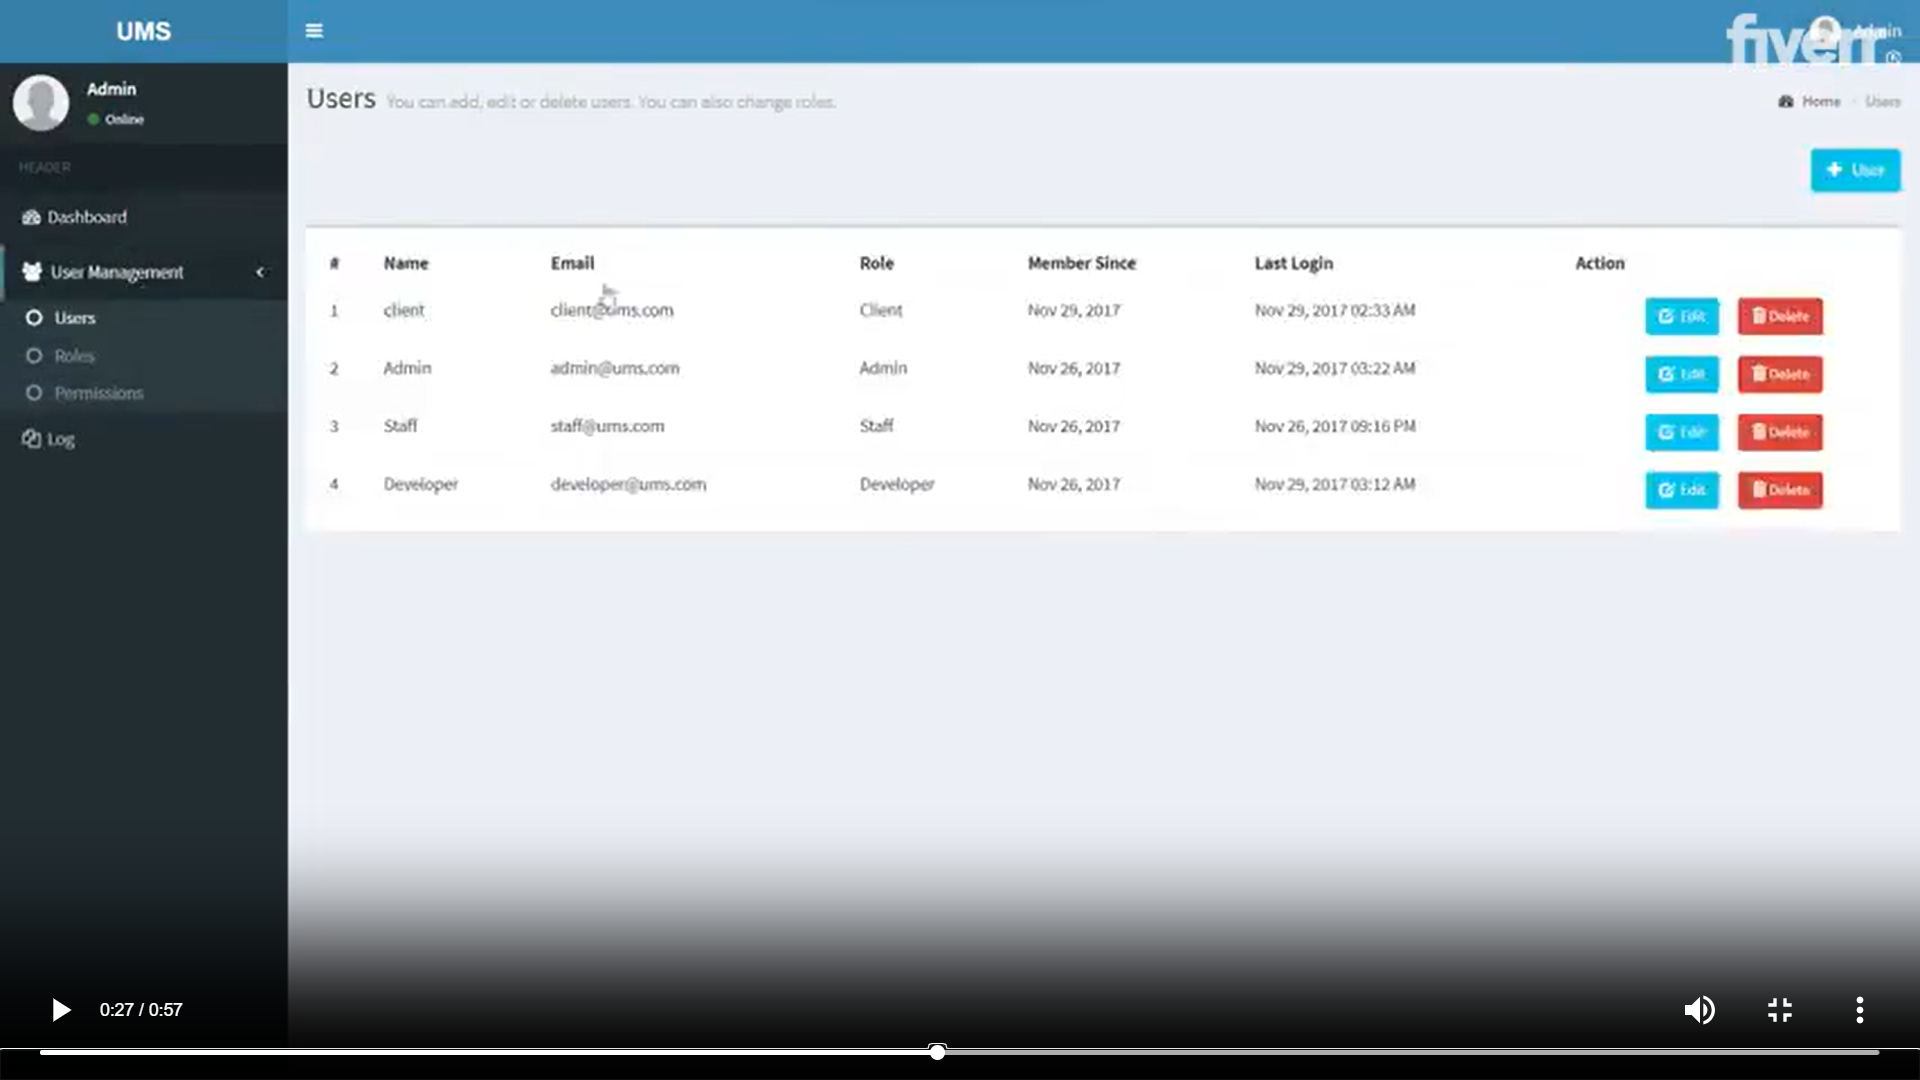 UMS
fiverr.
Admin
Admin
Online
Users You can add, edit or delete users. You can also change roles.
Home Users
HEADER
User
Dashboard
User Management
Users
Roles
Permissions
Log
# Name Email Role Member Since Last Login Action
1 client client@ums.com Client Nov 29, 2017 Nov 29, 2017 02:33 AM Edit Delete
2 Admin admin@ums.com Admin Nov 26, 2017 Nov 29, 2017 03:22 AM Edit Delete
3 Staff staff@ums.com Staff Nov 26, 2017 Nov 26, 2017 09:16 PM Edit Delete
4 Developer developer@ums.com Developer Nov 26, 2017 Nov 29, 2017 03:12 AM Edit Delete
0:27 / 0:57